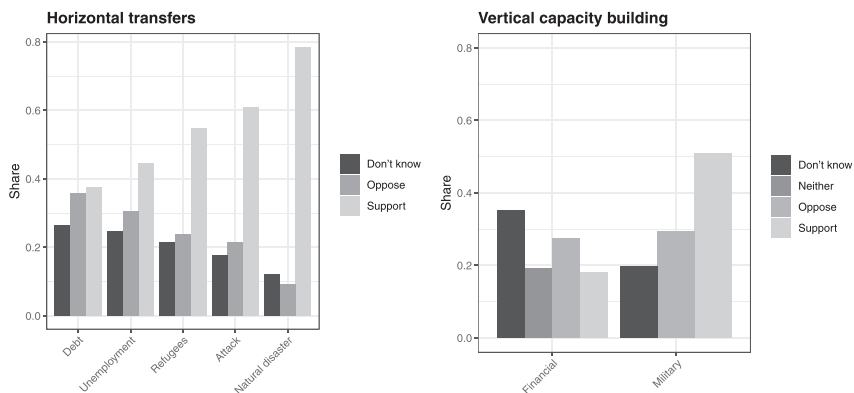 Horizontal transfers
Share
0.8
0.6
0.4
0.2
0.0
Debt
Unemployment
Refugees
Attack
Natural disaster
Don't know
Oppose
Support
Vertical capacity building
Share
0.8
0.6
0.4
0.2
0.0
Financial
Military
Don't know
Neither
Oppose
Support